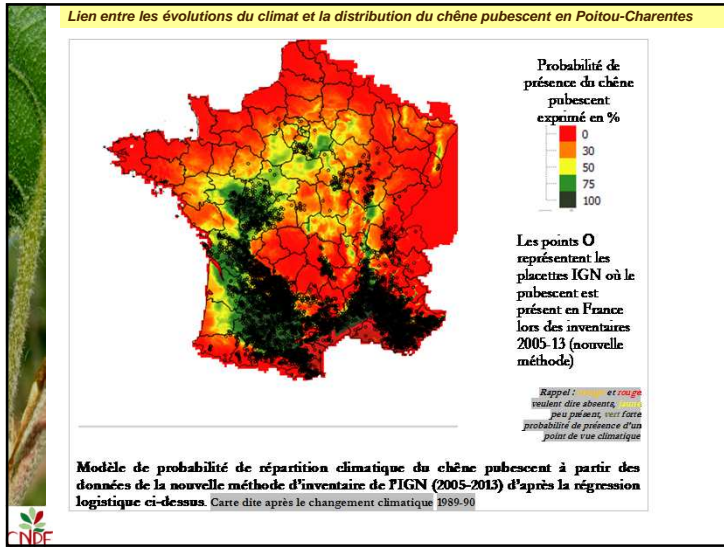 Lien entre les évolutions du climat et la distribution du chêne pubescent en Poitou-Charentes
Probabilité de
présence du chêne
pubescent
exprimé en %
0
30
50
75
100
Les points O
représentent les
placettes IGN où le
pubescent est
présent en France
lors des inventaires
2005-13 (nouvelle
méthode)
Rappel : orange et rouge
veulent dire absents, jaune
peu présent, vert forte
probabilité de présence d'un
point de vue climatique
Modèle de probabilité de répartition climatique du chêne pubescent à partir des
données de la nouvelle méthode d'inventaire de l'IGN (2005-2013) d'après la régression
logistique ci-dessus. Carte dite après le changement climatique 1989-90